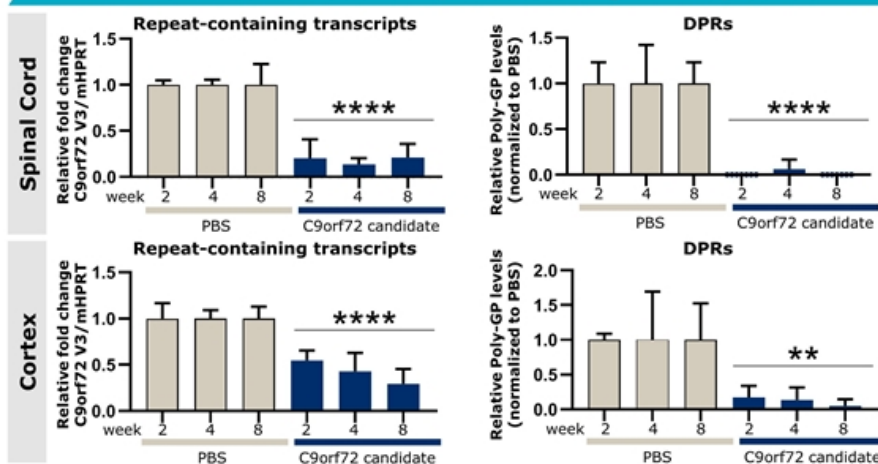 Spinal Cord
Repeat-containing transcripts
Relative fold change
C9orf72 V3/mHPRT
1.5
1.0
0.5
0.0
****
week 2 4 8 2 4 8
PBS C9orf72 candidate
DPRs
Relative Poly-GP levels
(normalized to PBS)
1.5
1.0
0.5
0.0
****
2 4 8 2 4 8
PBS C9orf72 candidate
Cortex
Repeat-containing transcripts
Relative fold change
C9orf72 V3/mHPRT
1.5
1.0
0.5
0.0
****
week 2 4 8 2 4 8
PBS C9orf72 candidate
DPRs
Relative Poly-GP levels
(normalized to PBS)
2.0
1.5
1.0
0.5
0.0
**
week 2 4 8 2 4 8
PBS C9orf72 candidate